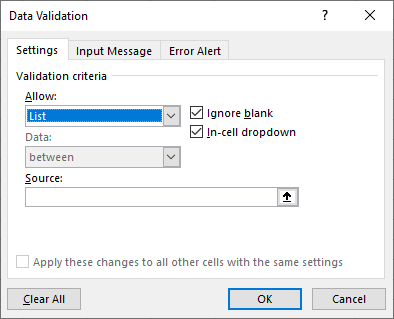 Data Validation
? ×
Settings Input Message Error Alert
Validation criteria
Allow:
List
Ignore blank
In-cell dropdown
Data:
between
Source:
Apply these changes to all other cells with the same settings
Clear All OK Cancel